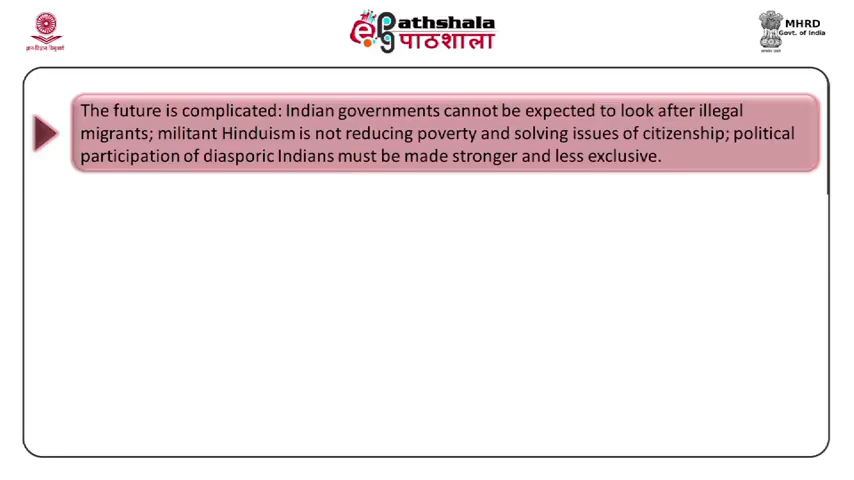 Pathshala
पाठशाला
MHRD
Govt. of India
The future is complicated: Indian governments cannot be expected to look after illegal
migrants; militant Hinduism is not reducing poverty and solving issues of citizenship; political
participation of diasporic Indians must be made stronger and less exclusive.